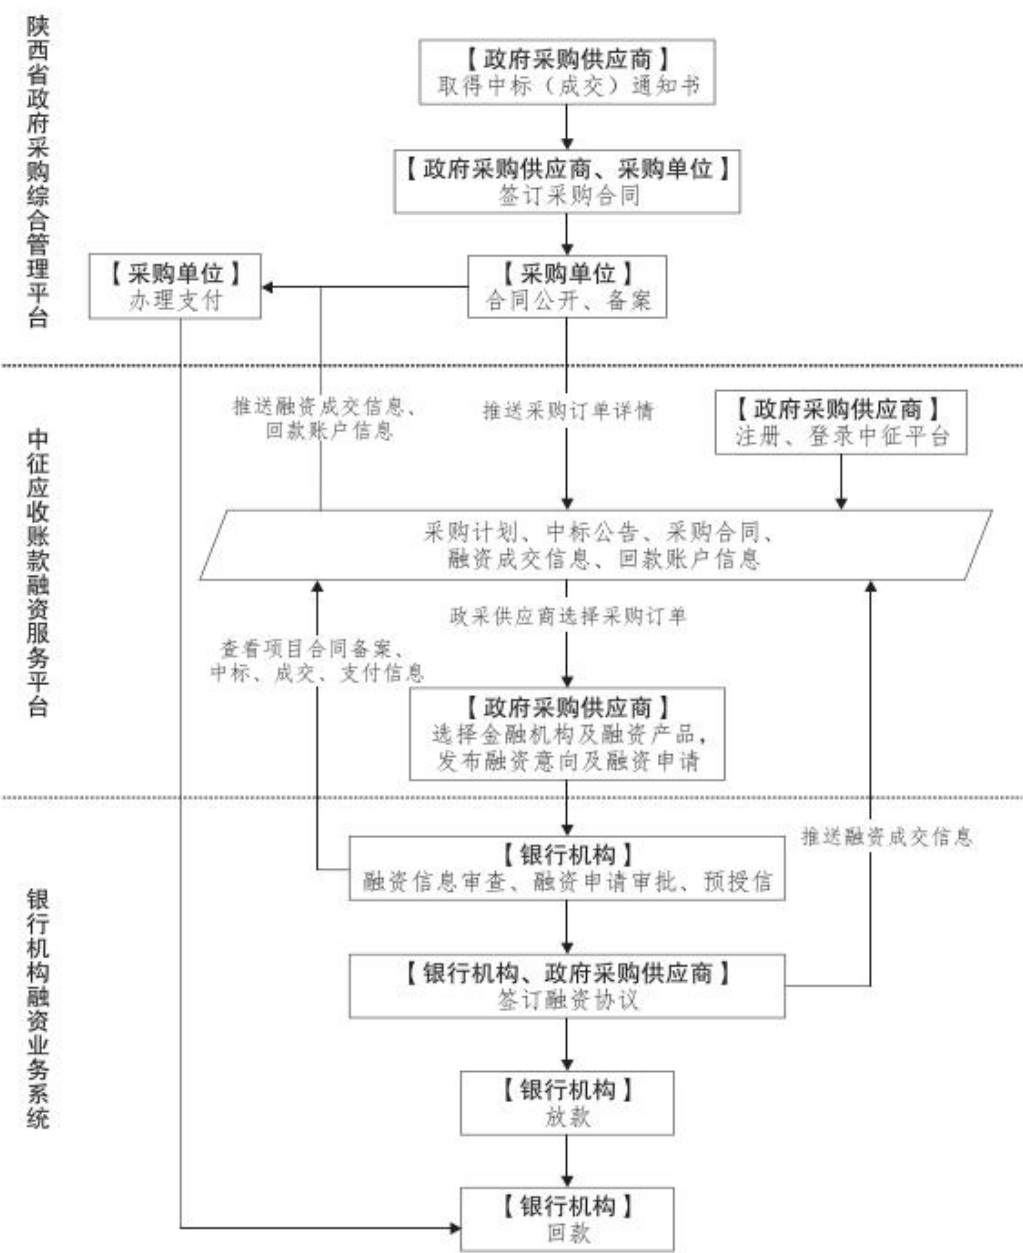 陕西省政府采购综合管理平台
【政府采购供应商】
取得中标（成交）通知书
【政府采购供应商、采购单位】
签订采购合同
【采购单位】
办理支付
【采购单位】
合同公开、备案
中征应收账款融资服务平台
推送融资成交信息、
回款账户信息
推送采购订单详情
【政府采购供应商】
注册、登录中征平台
采购计划、中标公告、采购合同、
融资成交信息、回款账户信息
政采供应商选择采购订单
查看项目合同备案、
中标、成交、支付信息
【政府采购供应商】
选择金融机构及融资产品，
发布融资意向及融资申请
银行机构融资业务系统
推送融资成交信息
【银行机构】
融资信息审查、融资申请审批、预授信
【银行机构、政府采购供应商】
签订融资协议
【银行机构】
放款
【银行机构】
回款